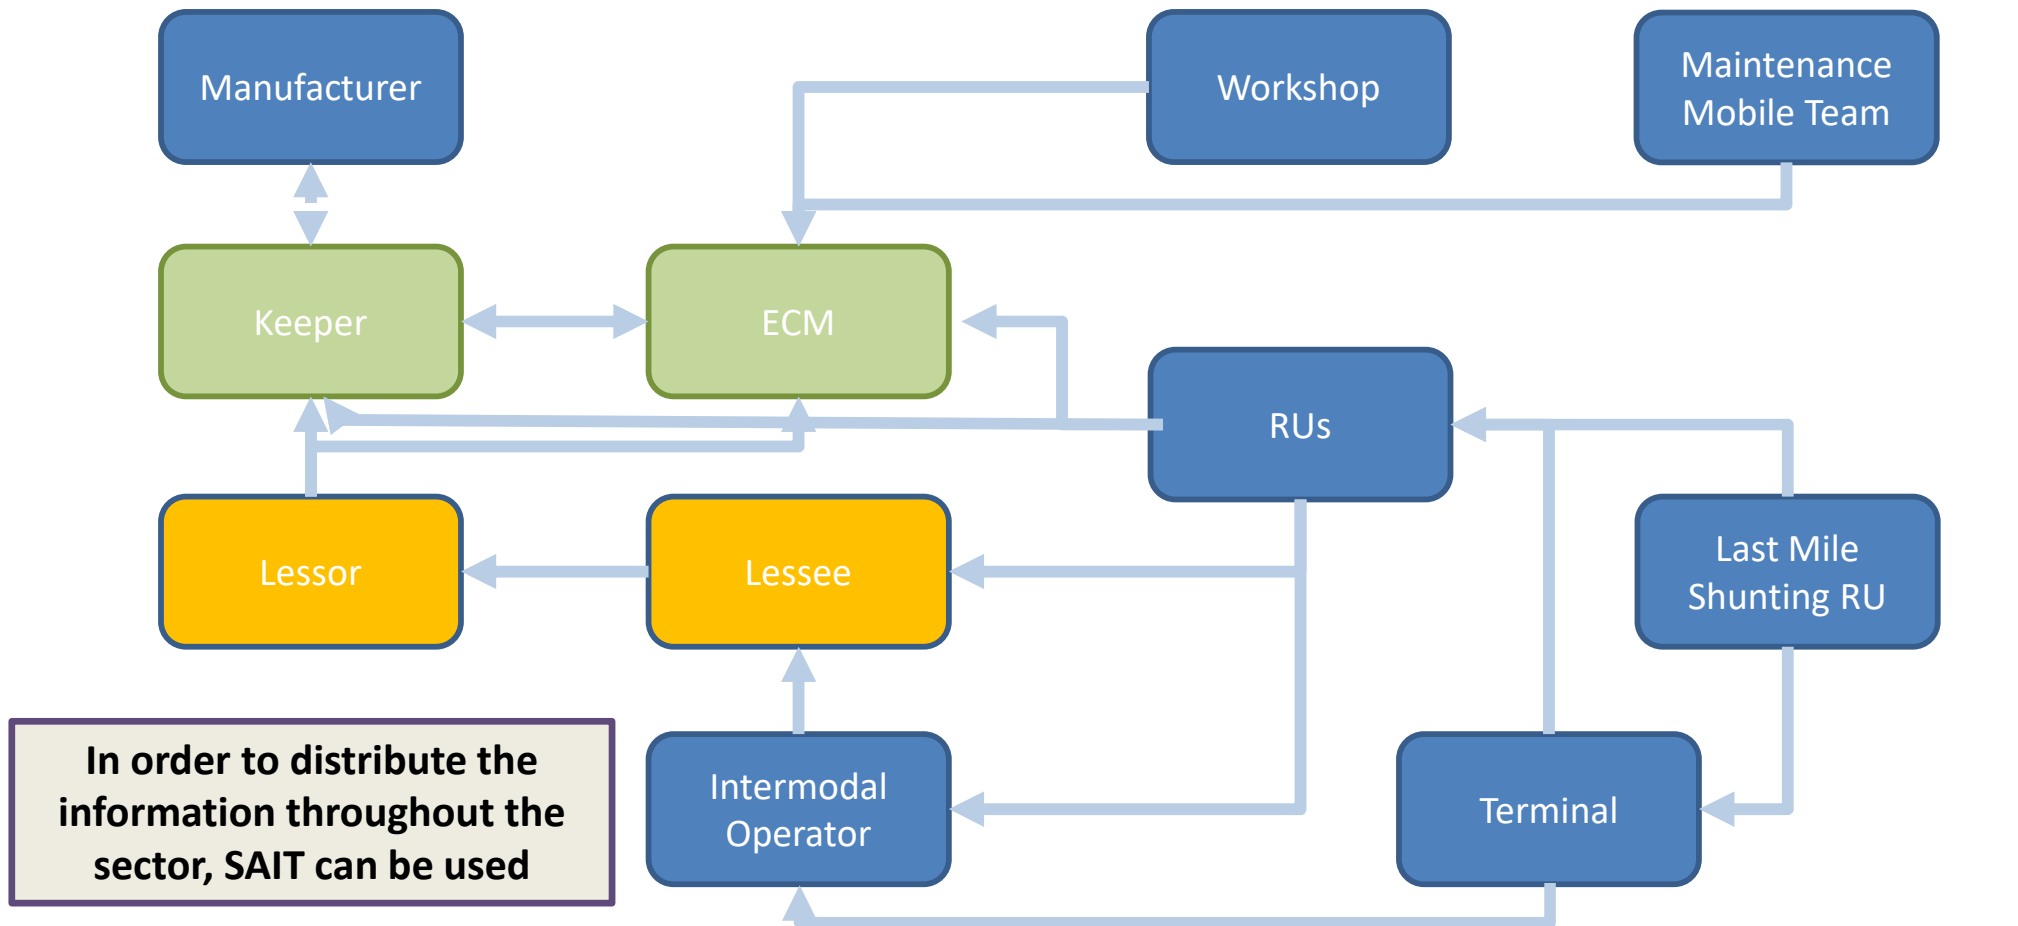 Manufacturer
Workshop
Maintenance
Mobile Team
Keeper
ECM
RUs
Lessor
Lessee
Last Mile
Shunting RU
In order to distribute the
information throughout the
sector, SAIT can be used
Intermodal
Operator
Terminal